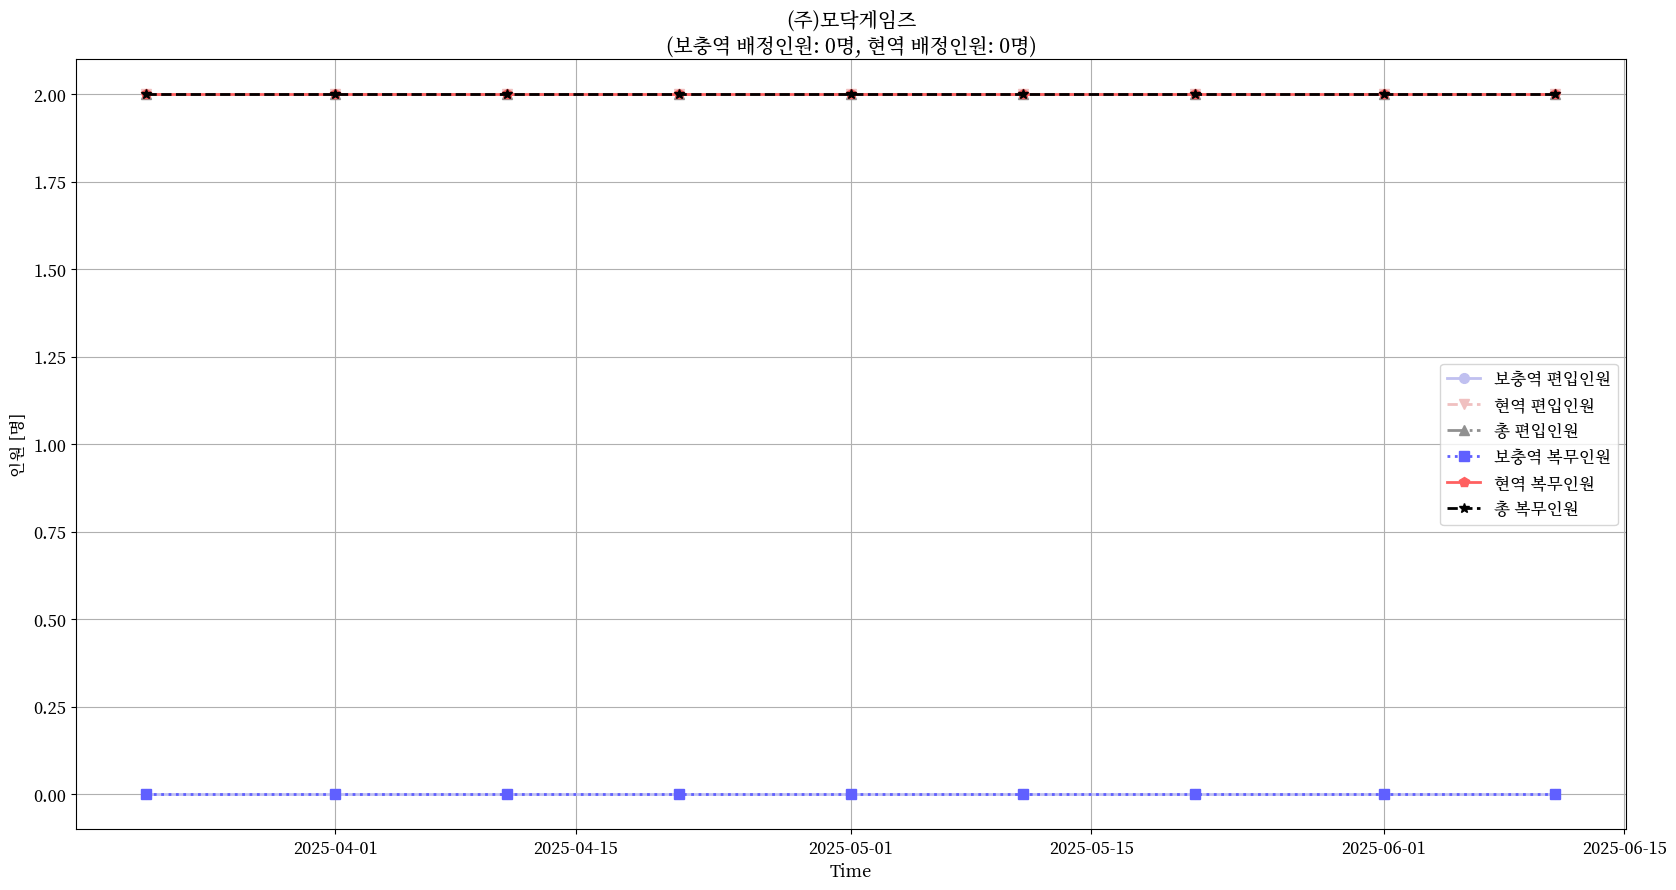 (주)모닥게임즈
(보충역 배정인원: 0명, 현역 배정인원: 0명)
2.00
1.75
1.50
1.25
1.00
0.75
0.50
0.25
0.00
인원 [명]
보충역 편입인원
현역 편입인원
총 편입인원
보충역 복무인원
현역 복무인원
총 복무인원
2025-04-01
2025-04-15
2025-05-01
2025-05-15
2025-06-01
2025-06-15
Time